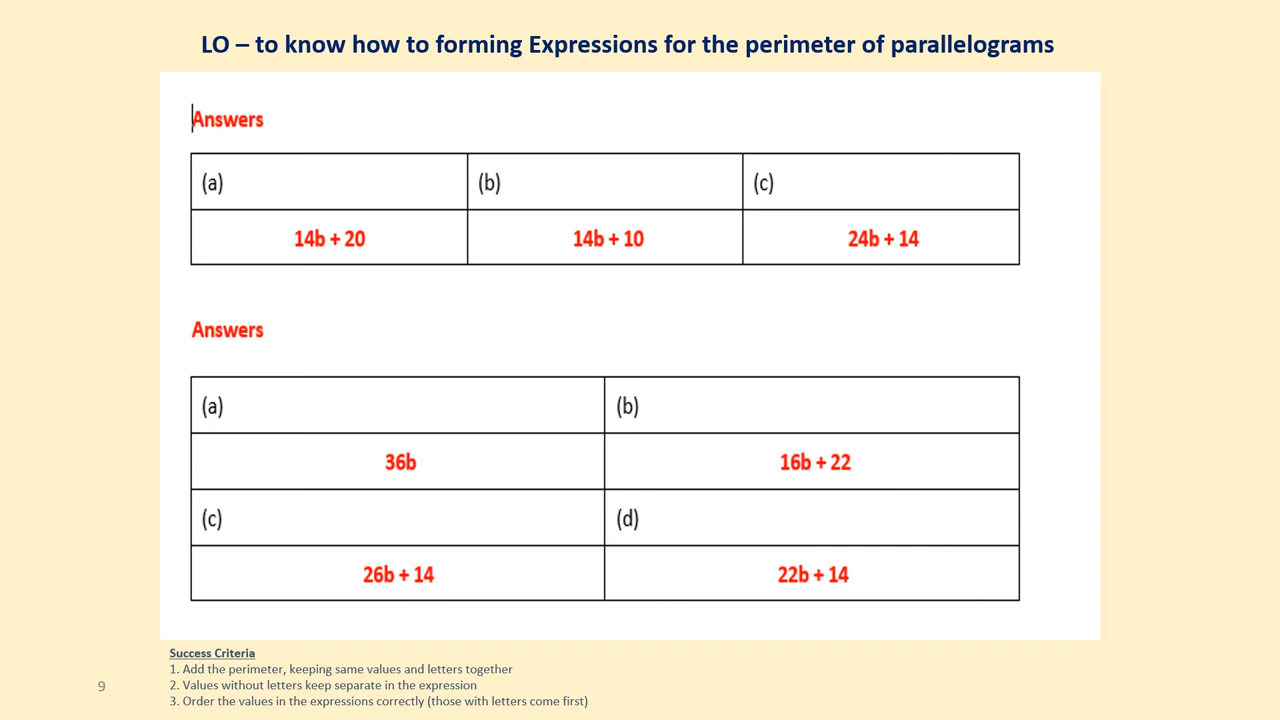 LO – to know how to forming Expressions for the perimeter of parallelograms
Answers
(a) (b) (c)
14b + 20 14b + 10 24b + 14
Answers
(a) (b)
36b 16b + 22
(c) (d)
26b + 14 22b + 14
Success Criteria
1. Add the perimeter, keeping same values and letters together
2. Values without letters keep separate in the expression
3. Order the values in the expressions correctly (those with letters come first)
9